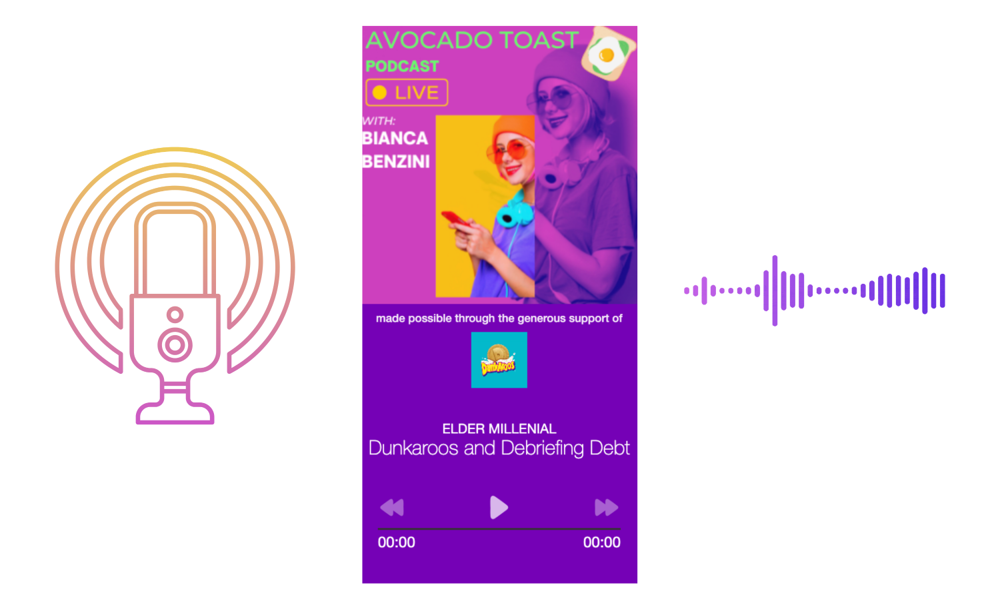 AVOCADO TOAST
PODCAST
LIVE
WITH:
BIANCA
BENZINI
made possible through the generous support of
DunkAroos
ELDER MILLENIAL
Dunkaroos and Debriefing Debt
00:00
00:00